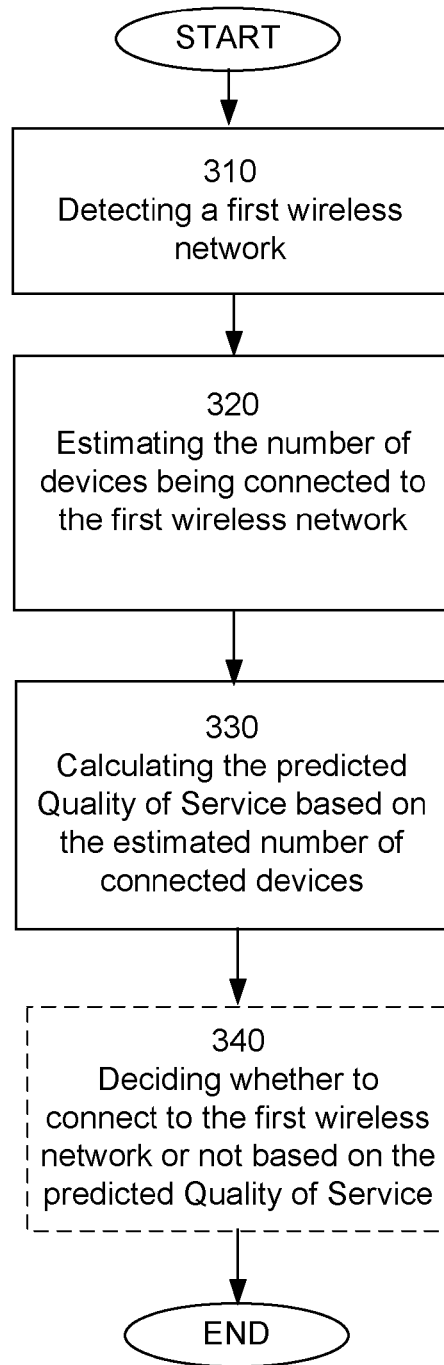 START
310
Detecting a first wireless
network
320
Estimating the number of
devices being connected to
the first wireless network
330
Calculating the predicted
Quality of Service based on
the estimated number of
connected devices
340
Deciding whether to
connect to the first wireless
network or not based on the
predicted Quality of Service
END